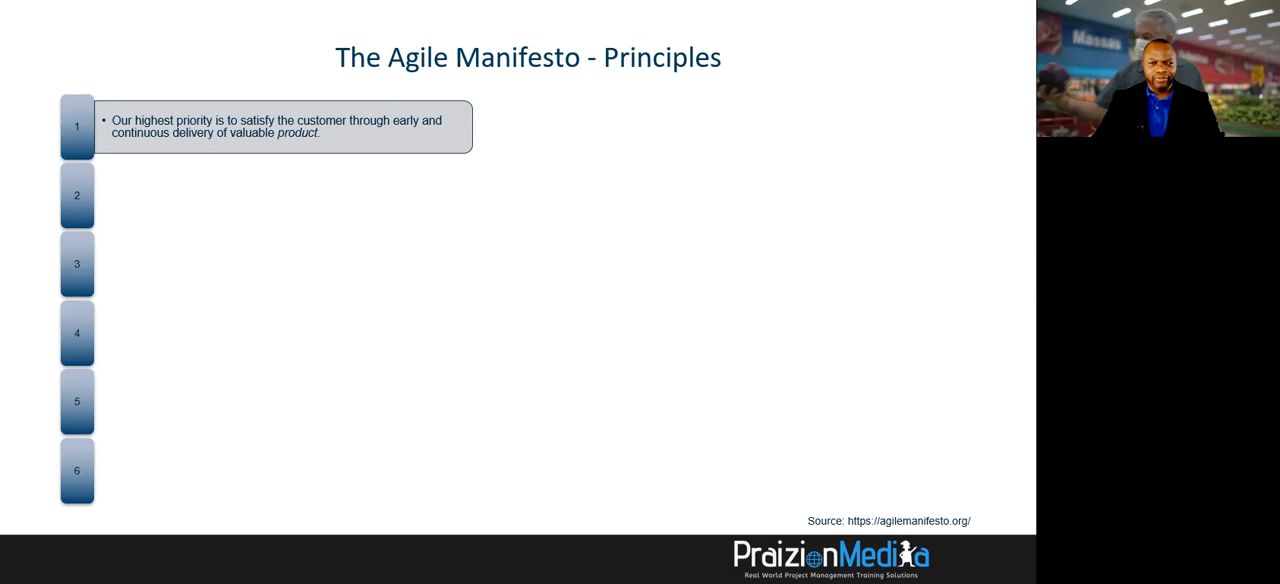 The Agile Manifesto - Principles
1
• Our highest priority is to satisfy the customer through early and
continuous delivery of valuable product.
2
3
4
5
6
Source: https://agilemanifesto.org/
PraizionMedia
Real World Project Management Training Solutions
Massas